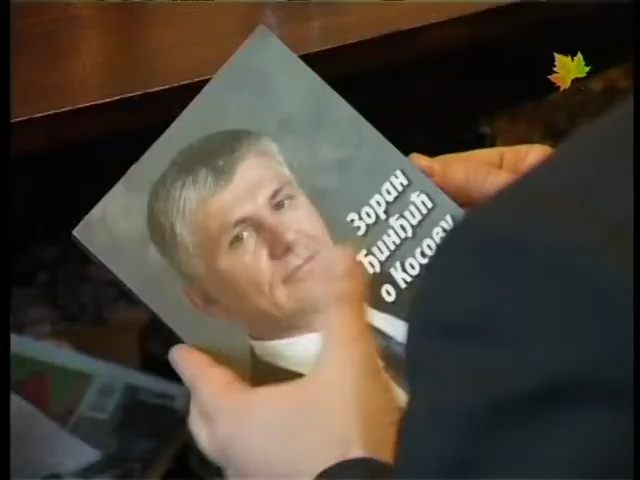 Зоран
Ђинђић
о Косову